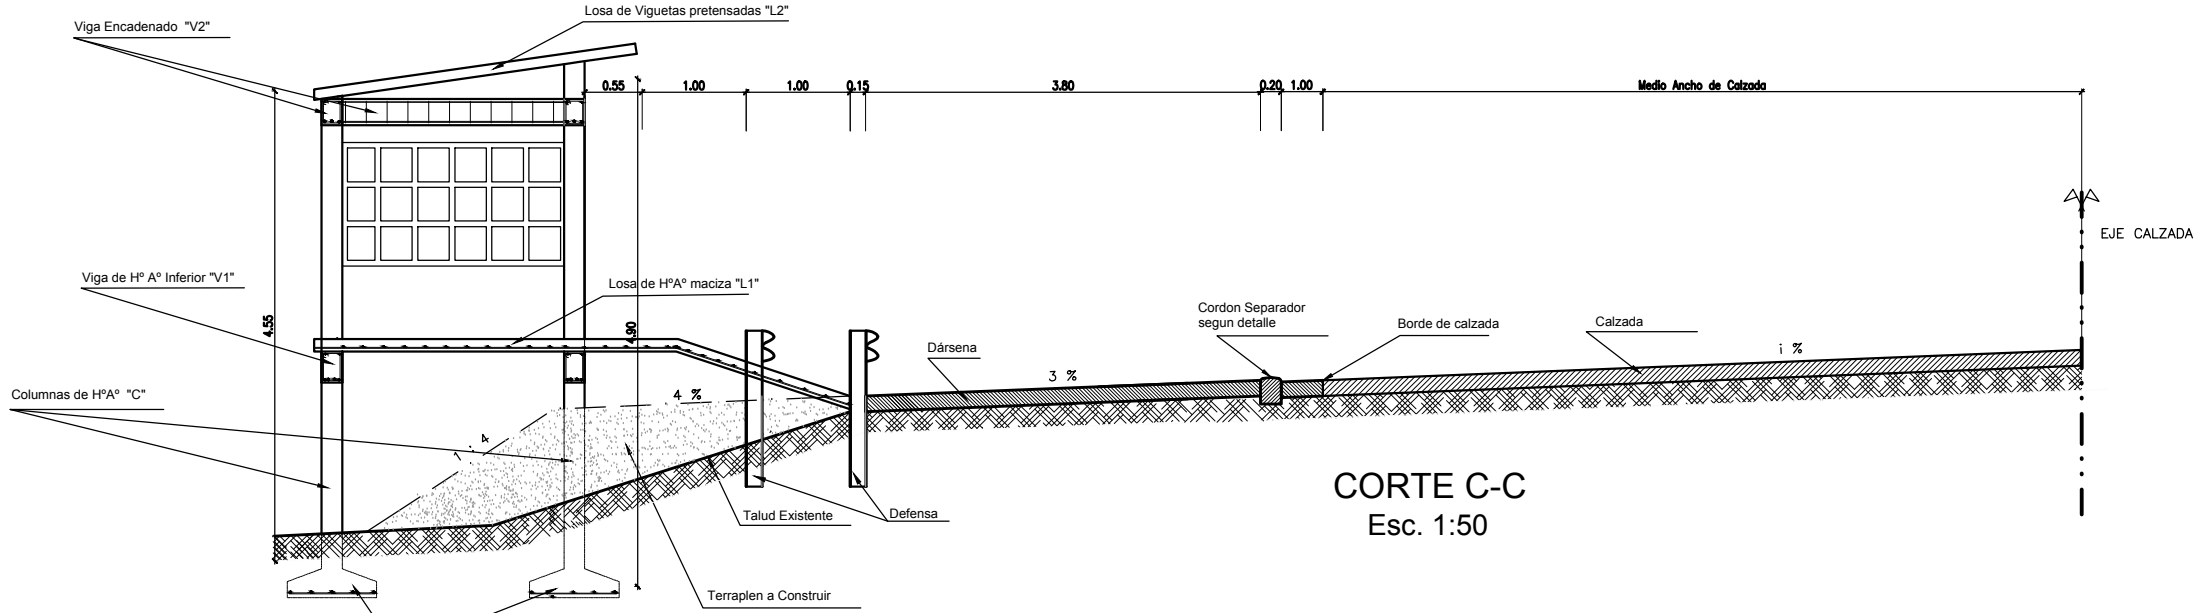 Losa de Viguetas pretensadas "L2"
Viga Encadenado "V2"
0.55
1.00
1.00
0.15
3.80
0.20
1.00
Medio Ancho de Calzada
EJE CALZADA
Viga de Hº Aº Inferior "V1"
Losa de HºAº maciza "L1"
4.55
4.90
Cordon Separador
segun detalle
Borde de calzada
Calzada
Dársena
3 %
i %
Columnas de HºAº "C"
4 %
1 : 4
CORTE C-C
Esc. 1:50
Talud Existente
Defensa
Terraplen a Construir